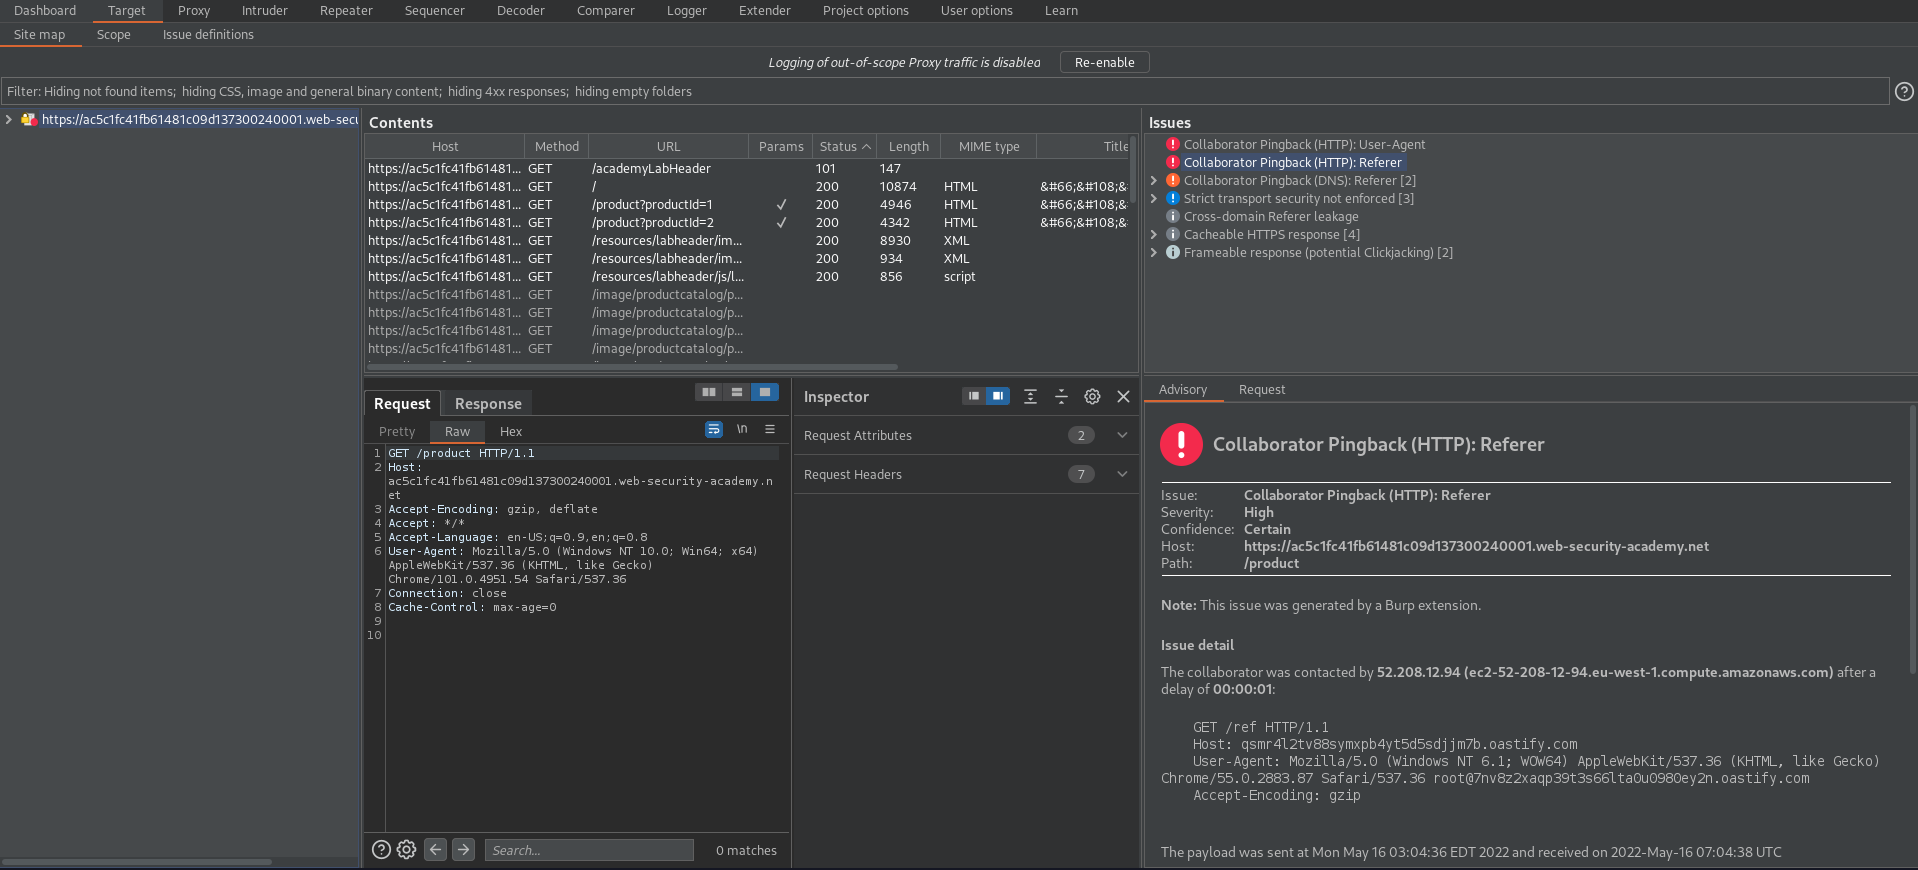 Dashboard Target Proxy Intruder Repeater Sequencer Decoder Comparer Logger Extender Project options User options Learn
Site map Scope Issue definitions
Logging of out-of-scope Proxy traffic is disabled Re-enable
Filter: Hiding not found items; hiding CSS, image and general binary content; hiding 4xx responses; hiding empty folders
https://ac5c1fc41fb61481c09d137300240001.web-secu
Contents
Host Method URL Params Status Length MIME type Title
https://ac5c1fc41fb61481... GET /academyLabHeader 101 147
https://ac5c1fc41fb61481... GET / 200 10874 HTML &#66;&#108;&#
https://ac5c1fc41fb61481... GET /product?productId=1 ✓ 200 4946 HTML &#66;&#108;&#
https://ac5c1fc41fb61481... GET /product?productId=2 ✓ 200 4342 HTML &#66;&#108;&#
https://ac5c1fc41fb61481... GET /resources/labheader/im... 200 8930 XML
https://ac5c1fc41fb61481... GET /resources/labheader/im... 200 934 XML
https://ac5c1fc41fb61481... GET /resources/labheader/js/l... 200 856 script
https://ac5c1fc41fb61481... GET /image/productcatalog/p...
https://ac5c1fc41fb61481... GET /image/productcatalog/p...
https://ac5c1fc41fb61481... GET /image/productcatalog/p...
https://ac5c1fc41fb61481... GET /image/productcatalog/p...
Issues
Collaborator Pingback (HTTP): User-Agent
Collaborator Pingback (HTTP): Referer
Collaborator Pingback (DNS): Referer [2]
Strict transport security not enforced [3]
Cross-domain Referer leakage
Cacheable HTTPS response [4]
Frameable response (potential Clickjacking) [2]
Request Response
Pretty Raw Hex \n
1 GET /product HTTP/1.1
2 Host:
ac5c1fc41fb61481c09d137300240001.web-security-academy.n
et
3 Accept-Encoding: gzip, deflate
4 Accept: */*
5 Accept-Language: en-US;q=0.9,en;q=0.8
6 User-Agent: Mozilla/5.0 (Windows NT 10.0; Win64; x64)
AppleWebKit/537.36 (KHTML, like Gecko)
Chrome/101.0.4951.54 Safari/537.36
7 Connection: close
8 Cache-Control: max-age=0
9
10
Search...
0 matches
Inspector
Request Attributes 2
Request Headers 7
Advisory Request
Collaborator Pingback (HTTP): Referer
Issue: Collaborator Pingback (HTTP): Referer
Severity: High
Confidence: Certain
Host: https://ac5c1fc41fb61481c09d137300240001.web-security-academy.net
Path: /product
Note: This issue was generated by a Burp extension.
Issue detail
The collaborator was contacted by 52.208.12.94 (ec2-52-208-12-94.eu-west-1.compute.amazonaws.com) after a
delay of 00:00:01:
GET /ref HTTP/1.1
Host: qsmr4l2tv88symxpb4yt5d5sdjjm7b.oastify.com
User-Agent: Mozilla/5.0 (Windows NT 6.1; WOW64) AppleWebKit/537.36 (KHTML, like Gecko)
Chrome/55.0.2883.87 Safari/537.36 root@7nv8z2xaqp39t3s66lta0u0980ey2n.oastify.com
Accept-Encoding: gzip
The payload was sent at Mon May 16 03:04:36 EDT 2022 and received on 2022-May-16 07:04:38 UTC